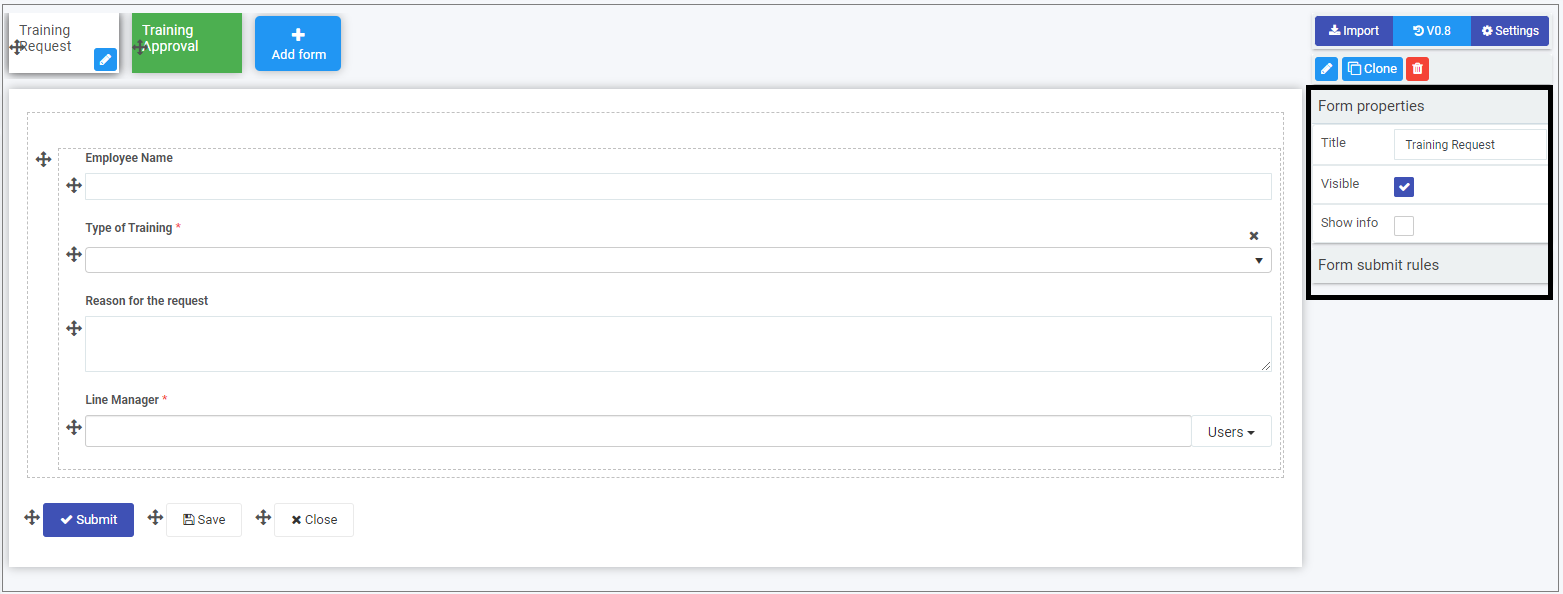 Training
Request
Training
Approval
Add form
Import
V0.8
Settings
Clone
Form properties
Title
Training Request
Visible
Show info
Form submit rules
Employee Name
Type of Training *
Reason for the request
Line Manager *
Users
Submit
Save
Close